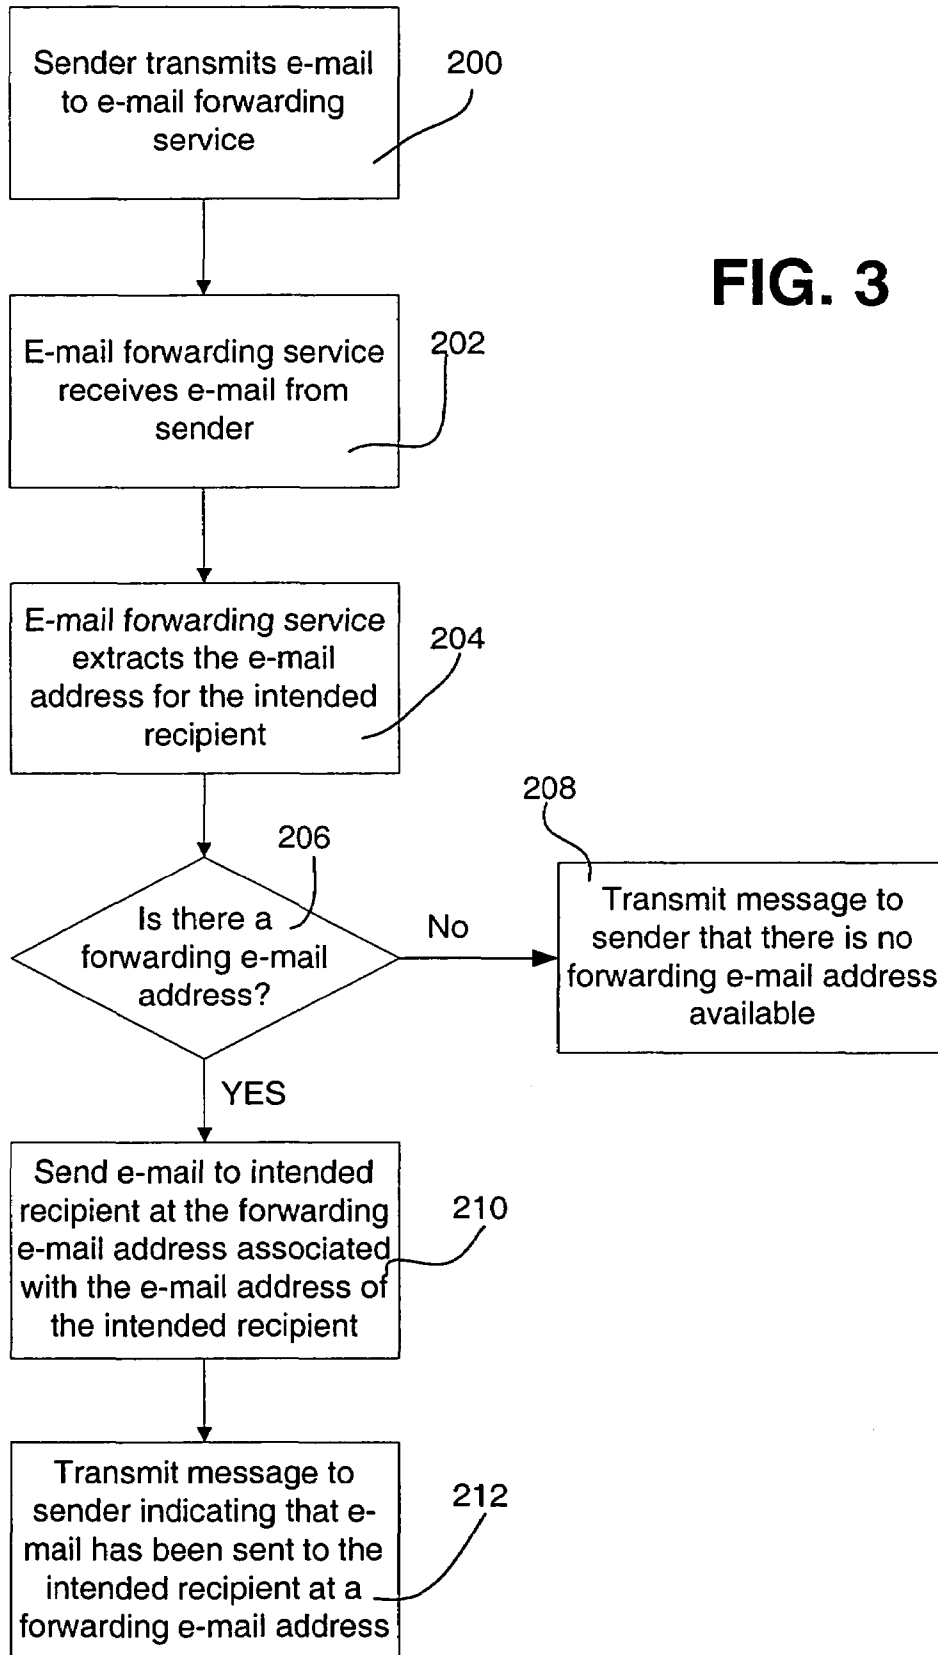 Sender transmits e-mail
to e-mail forwarding
service
200
FIG. 3
E-mail forwarding service
receives e-mail from
sender
202
E-mail forwarding service
extracts the e-mail
address for the intended
recipient
204
206
Is there a
forwarding e-mail
address?
No
208
Transmit message to
sender that there is no
forwarding e-mail address
available
YES
Send e-mail to intended
recipient at the forwarding
e-mail address associated
with the e-mail address of
the intended recipient
210
Transmit message to
sender indicating that e-
mail has been sent to the
intended recipient at a
forwarding e-mail address
212